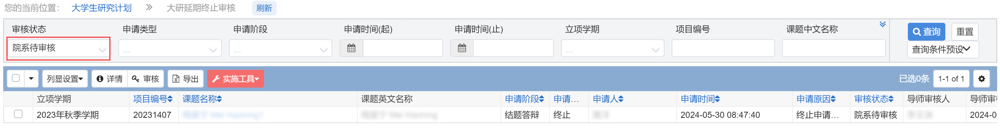 您的当前位置： 大学生研究计划 >> 大研延期终止审核 刷新
审核状态 申请类型 申请阶段 申请时间(起) 申请时间(止) 立项学期 项目编号 课题中文名称 查询 重置
院系待审核 ... ... ... 查询条件预设
列显设置 详情 审核 导出 实施工具 已选0条 1-1 of 1
立项学期 项目编号 课题名称 课题英文名称 申请阶段 申请... 申请人 申请时间 申请原因 审核状态 导师审核人 导师审
2023年秋季学期 20231407 结题答辩 终止 2024-05-30 08:47:40 终止申请... 院系待审核 2024-0